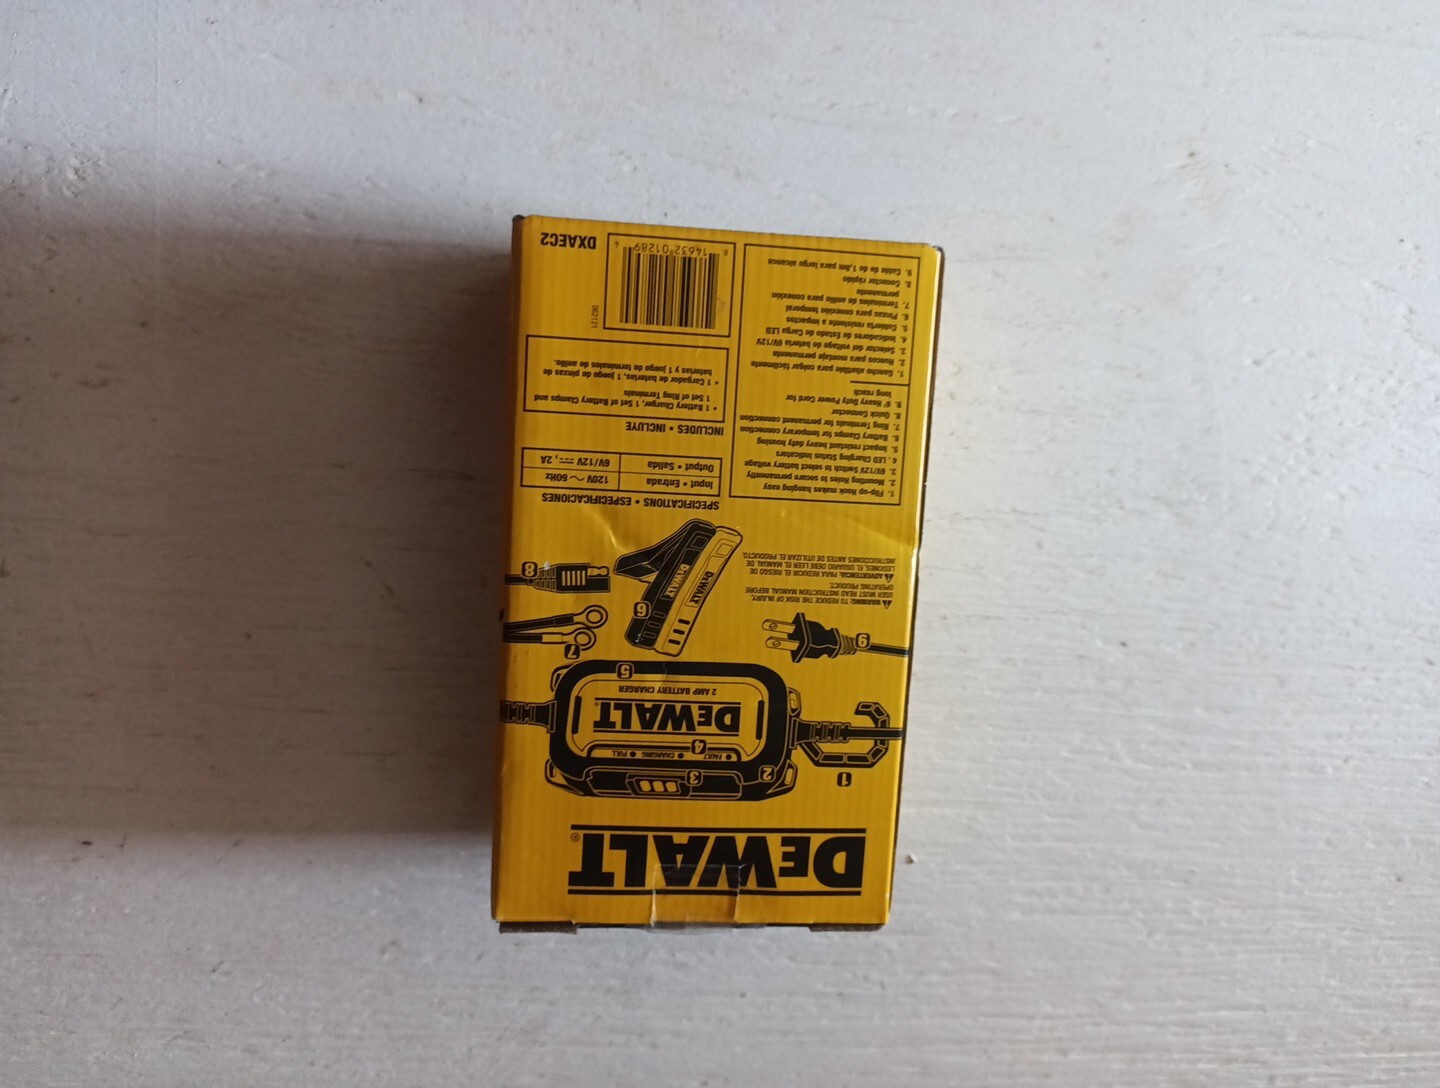 DEWALT®
1
2
3
FAULT CHARGING FULL
4
DEWALT
2 AMP BATTERY CHARGER
5
9
7
6
DEWALT
DEWALT
8
⚠ WARNING: TO REDUCE THE RISK OF INJURY,
USER MUST READ INSTRUCTION MANUAL BEFORE
OPERATING PRODUCT.
⚠ ADVERTENCIA: PARA REDUCIR EL RIESGO DE
LESIONES, EL USUARIO DEBE LEER EL MANUAL DE
INSTRUCCIONES ANTES DE UTILIZAR EL PRODUCTO.
1. Flip-up Hook makes hanging easy
2. Mounting Holes to secure permanently
3. 6V/12V Switch to select battery voltage
4. LED Charging Status Indicators
5. Impact resistant heavy duty housing
6. Battery Clamps for temporary connection
7. Ring Terminals for permanent connection
8. Quick Connector
9. 6' Heavy Duty Power Cord for
long reach
1. Gancho abatible para colgar fácilmente
2. Huecos para montaje permanente
3. Selector del voltage de batería 6V/12V
4. Indicadores de Estado de Carga LED
5. Cubierta resistente a impactos
6. Pinzas para conexión temporal
7. Terminales de anillo para conexión
permanente
8. Conector rápido
9. Cable de 1,8m para largo alcance
SPECIFICATIONS • ESPECIFICACIONES
Input • Entrada 120V ~ 60Hz
Output • Salida 6V/12V ⎓, 2A
INCLUDES • INCLUYE
• 1 Battery Charger, 1 Set of Battery Clamps and
1 Set of Ring Terminals
• 1 Cargador de baterías, 1 juego de pinzas de
baterías y 1 juego de terminales de anillo.
062121
8 14632 01289 4
DXAEC2